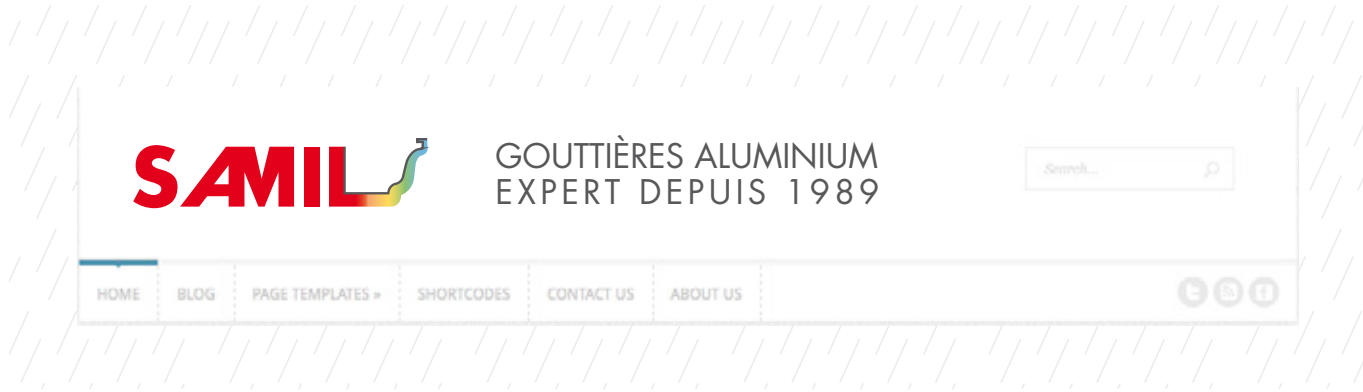 SAMIL
GOUTTIÈRES ALUMINIUM
EXPERT DEPUIS 1989
Search...
HOME BLOG PAGE TEMPLATES » SHORTCODES CONTACT US ABOUT US